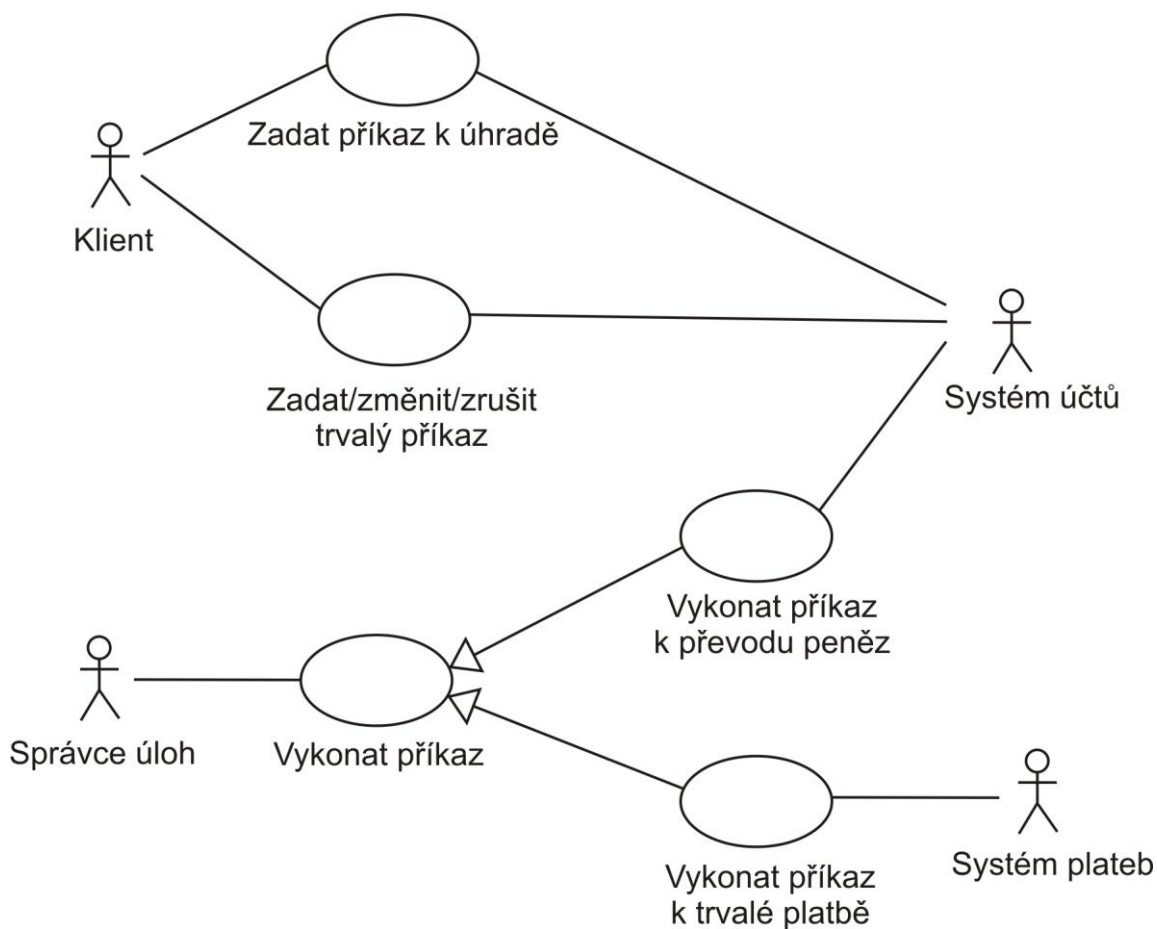 Zadat příkaz k úhradě
Klient
Zadat/změnit/zrušit
trvalý příkaz
Systém účtů
Vykonat příkaz
k převodu peněz
Správce úloh
Vykonat příkaz
Vykonat příkaz
k trvalé platbě
Systém plateb